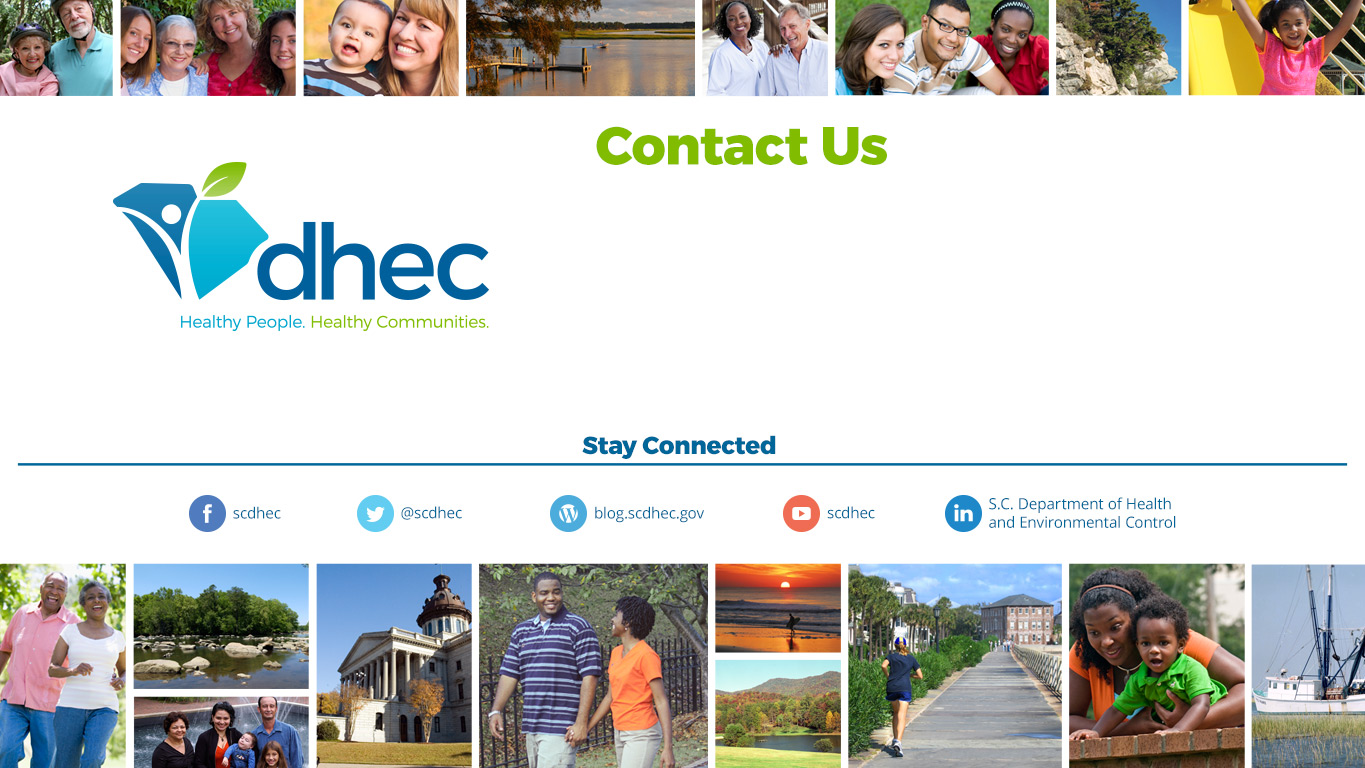 Contact Us
dhec
Healthy People. Healthy Communities.
Stay Connected
scdhec
@scdhec
blog.scdhec.gov
scdhec
S.C. Department of Health
and Environmental Control